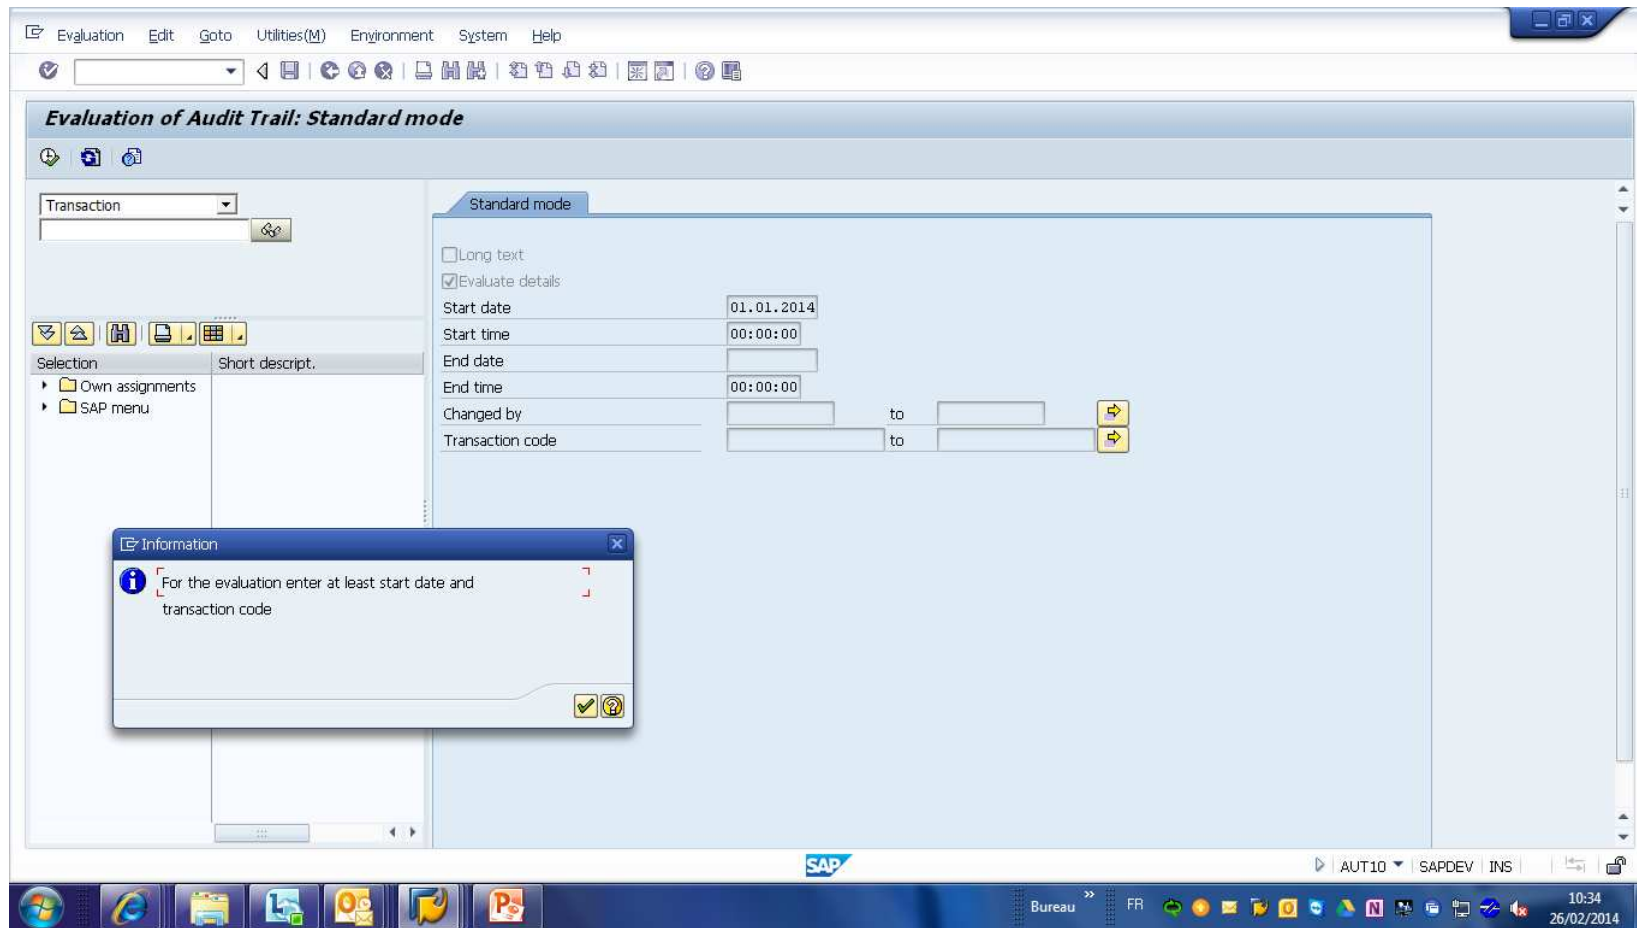 Evaluation Edit Goto Utilities(M) Environment System Help
Evaluation of Audit Trail: Standard mode
Transaction
Standard mode
Long text
Evaluate details
Start date 01.01.2014
Start time 00:00:00
End date
End time 00:00:00
Changed by to
Transaction code to
Selection Short descript.
Own assignments
SAP menu
Information
For the evaluation enter at least start date and
transaction code
SAP
AUT10 SAPDEV INS
Bureau » FR 10:34
26/02/2014